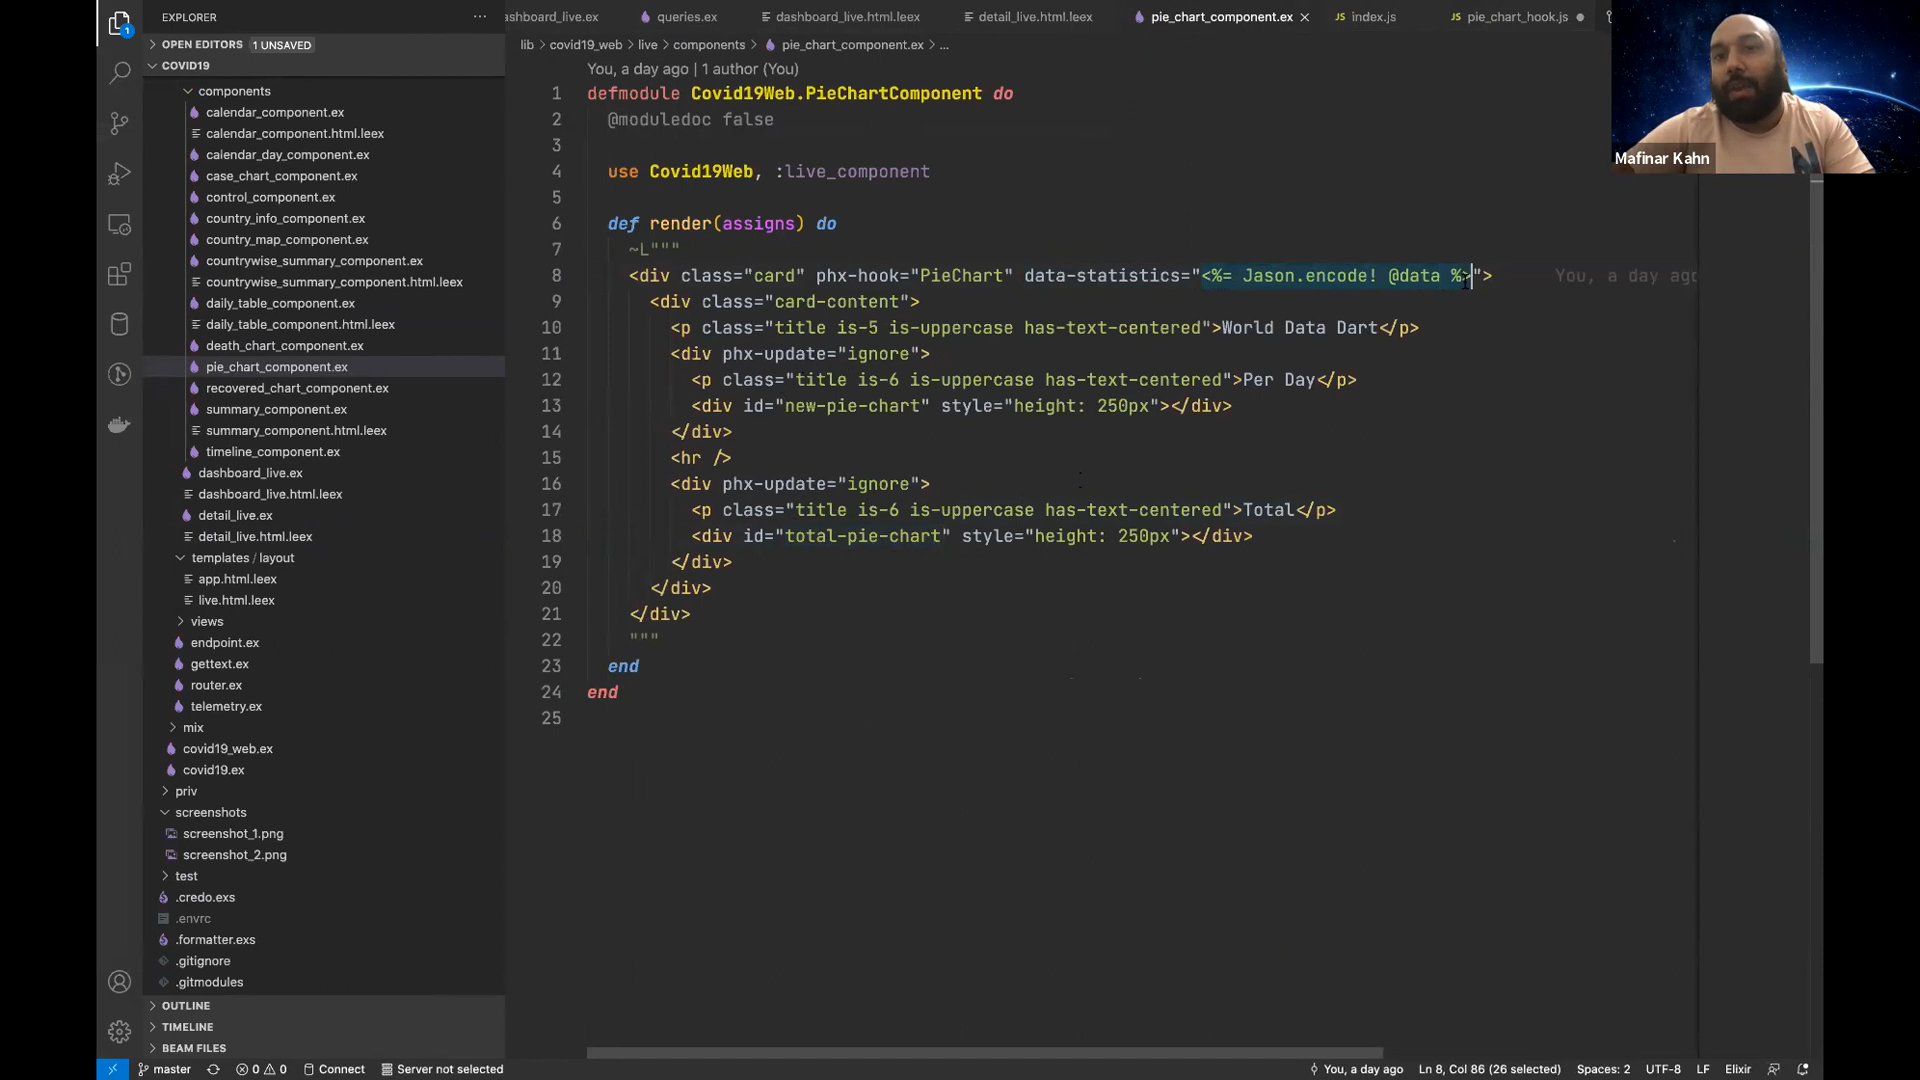 EXPLORER
OPEN EDITORS 1 UNSAVED
COVID19
components
calendar_component.ex
calendar_component.html.leex
calendar_day_component.ex
case_chart_component.ex
control_component.ex
country_info_component.ex
country_map_component.ex
countrywise_summary_component.ex
countrywise_summary_component.html.leex
daily_table_component.ex
daily_table_component.html.leex
death_chart_component.ex
pie_chart_component.ex
recovered_chart_component.ex
summary_component.ex
summary_component.html.leex
timeline_component.ex
dashboard_live.ex
dashboard_live.html.leex
detail_live.ex
detail_live.html.leex
templates / layout
app.html.leex
live.html.leex
views
endpoint.ex
gettext.ex
router.ex
telemetry.ex
mix
covid19_web.ex
covid19.ex
priv
screenshots
screenshot_1.png
screenshot_2.png
test
.credo.exs
.envrc
.formatter.exs
.gitignore
.gitmodules
OUTLINE
TIMELINE
BEAM FILES
ashboard_live.ex queries.ex dashboard_live.html.leex detail_live.html.leex pie_chart_component.ex JS index.js JS pie_chart_hook.js
lib > covid19_web > live > components > pie_chart_component.ex > ...
You, a day ago | 1 author (You)
1 defmodule Covid19Web.PieChartComponent do
2 @moduledoc false
3
4 use Covid19Web, :live_component
5
6 def render(assigns) do
7 ~L"""
8 <div class="card" phx-hook="PieChart" data-statistics="<%= Jason.encode! @data %>"> You, a day ago
9 <div class="card-content">
10 <p class="title is-5 is-uppercase has-text-centered">World Data Dart</p>
11 <div phx-update="ignore">
12 <p class="title is-6 is-uppercase has-text-centered">Per Day</p>
13 <div id="new-pie-chart" style="height: 250px"></div>
14 </div>
15 <hr />
16 <div phx-update="ignore">
17 <p class="title is-6 is-uppercase has-text-centered">Total</p>
18 <div id="total-pie-chart" style="height: 250px"></div>
19 </div>
20 </div>
21 </div>
22 """
23 end
24 end
25
Mafinar Kahn
master 0 0 Connect Server not selected You, a day ago Ln 8, Col 86 (26 selected) Spaces: 2 UTF-8 LF Elixir